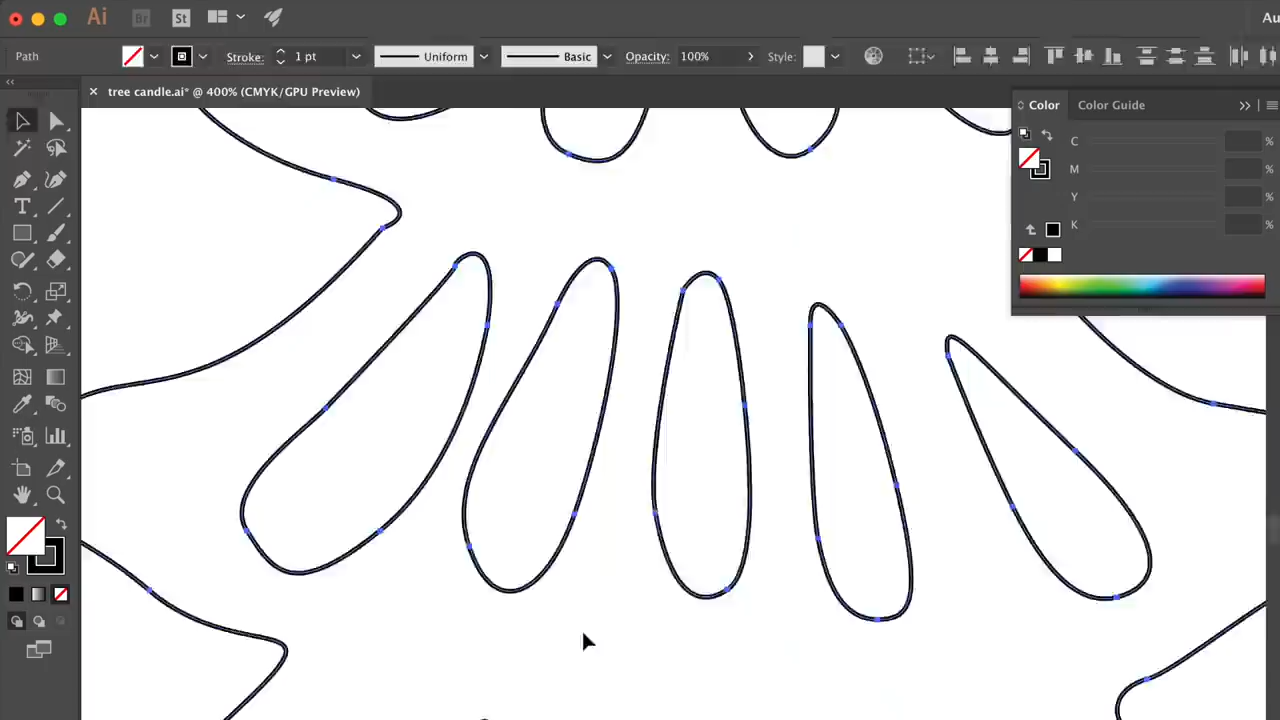 Ai Br St Au
Path Stroke: 1 pt Uniform Basic Opacity: 100% Style:
× tree candle.ai* @ 400% (CMYK/GPU Preview)
Color Color Guide
C %
M %
Y %
K %
T